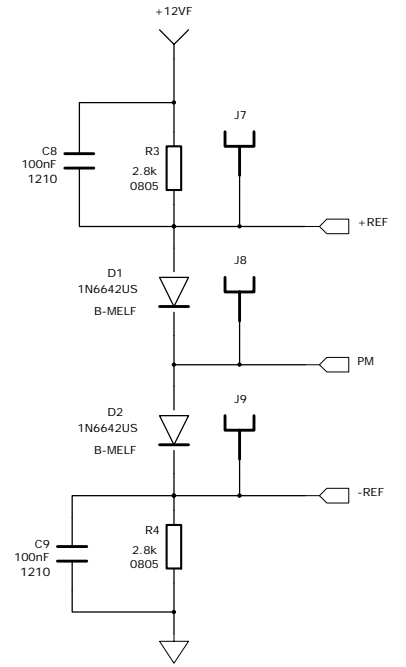 +12VF
J7
C8
100nF
1210
R3
2.8k
0805
+REF
D1
1N6642US
B-MELF
J8
PM
D2
1N6642US
B-MELF
J9
-REF
C9
100nF
1210
R4
2.8k
0805